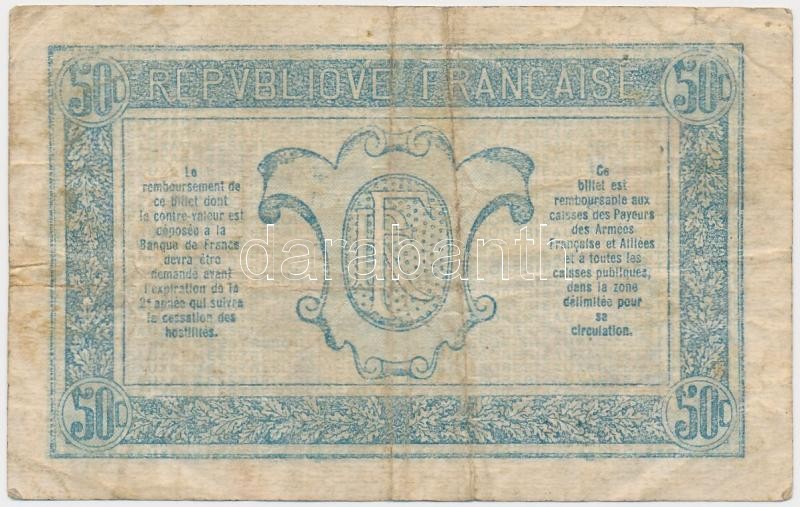 50c
REPVBLIQVE FRANÇAISE
50c
Le
remboursement de
ce billet dont
la contre-valeur est
déposée à la
Banque de France
devra être
demandé avant
l'expiration de la
2e année qui suivra
la cessation des
hostilités.
RF
darabanth
Ce
billet est
remboursable aux
caisses des Payeurs
des Armées
Française et Alliées
et à toutes les
caisses publiques,
dans la zone
délimitée pour
sa
circulation.
50c
50c